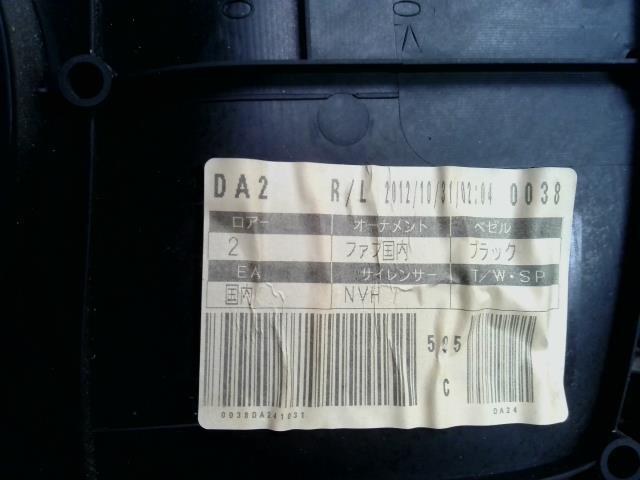 DA2 R/L 2012/10/31/02:04 0038
ロアー オーナメント ベゼル
2 ファブ国内 ブラック
EA サイレンサー T/W・SP
国内 NVH
595
C
0038DA241031 DA24